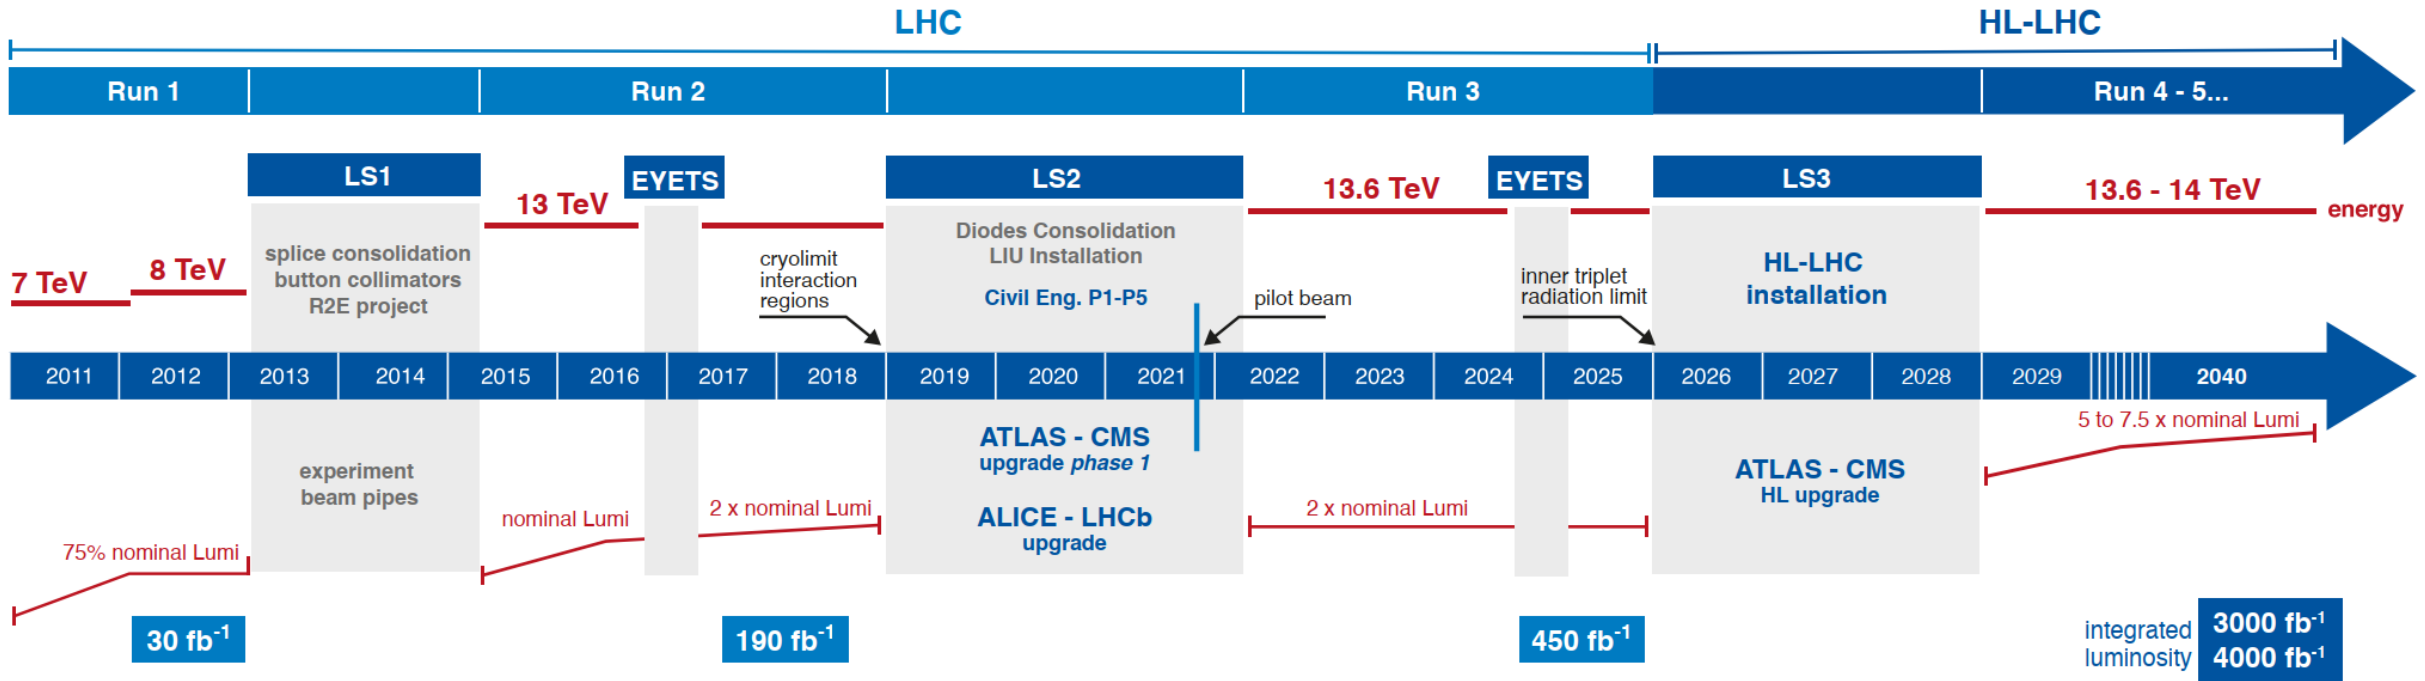 LHC
HL-LHC
Run 1
Run 2
Run 3
Run 4 - 5...
LS1
EYETS
LS2
EYETS
LS3
7 TeV
8 TeV
13 TeV
13.6 TeV
13.6 - 14 TeV
energy
splice consolidation
button collimators
R2E project
cryolimit
interaction
regions
Diodes Consolidation
LIU Installation
Civil Eng. P1-P5
pilot beam
inner triplet
radiation limit
HL-LHC
installation
2011
2012
2013
2014
2015
2016
2017
2018
2019
2020
2021
2022
2023
2024
2025
2026
2027
2028
2029
2040
experiment
beam pipes
ATLAS - CMS
upgrade phase 1
ALICE - LHCb
upgrade
ATLAS - CMS
HL upgrade
75% nominal Lumi
nominal Lumi
2 x nominal Lumi
2 x nominal Lumi
5 to 7.5 x nominal Lumi
30 fb-1
190 fb-1
450 fb-1
integrated
luminosity
3000 fb-1
4000 fb-1